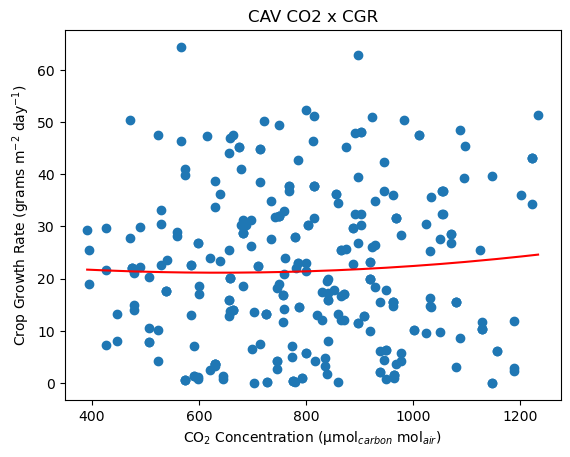 CAV CO2 x CGR
Crop Growth Rate (grams m⁻² day⁻¹)
60
50
40
30
20
10
0
400 600 800 1000 1200
CO₂ Concentration (μmol_carbon mol_air)